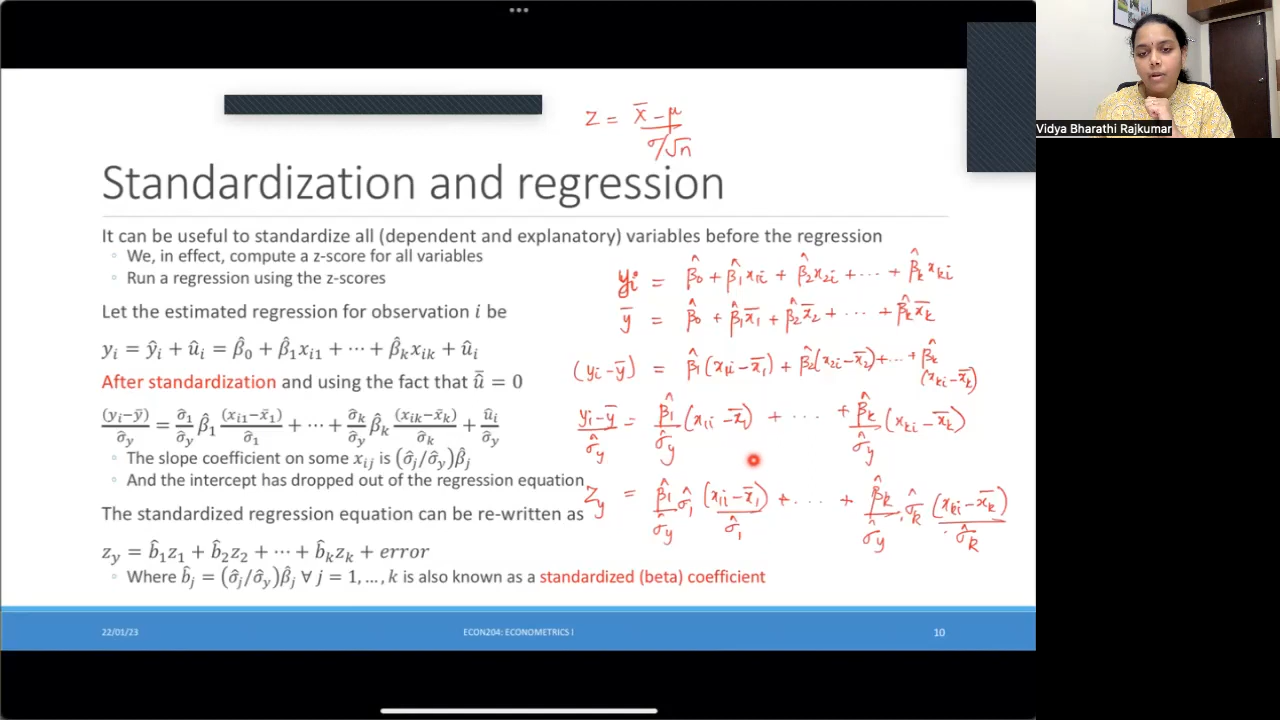 z = x̄ − μ / σ/√n
Standardization and regression
It can be useful to standardize all (dependent and explanatory) variables before the regression
◦ We, in effect, compute a z-score for all variables
◦ Run a regression using the z-scores
Let the estimated regression for observation i be
yᵢ = ŷᵢ + ûᵢ = β̂₀ + β̂₁xᵢ₁ + ⋯ + β̂ₖxᵢₖ + ûᵢ
After standardization and using the fact that û̄ = 0
(yᵢ−ȳ)/σ̂ᵧ = σ̂₁/σ̂ᵧ β̂₁ (xᵢ₁−x̄₁)/σ̂₁ + ⋯ + σ̂ₖ/σ̂ᵧ β̂ₖ (xᵢₖ−x̄ₖ)/σ̂ₖ + ûᵢ/σ̂ᵧ
◦ The slope coefficient on some xᵢⱼ is (σ̂ⱼ/σ̂ᵧ)β̂ⱼ
◦ And the intercept has dropped out of the regression equation
The standardized regression equation can be re-written as
zᵧ = b̂₁z₁ + b̂₂z₂ + ⋯ + b̂ₖzₖ + error
◦ Where b̂ⱼ = (σ̂ⱼ/σ̂ᵧ)β̂ⱼ ∀ j = 1, … , k is also known as a standardized (beta) coefficient
yi = β̂₀ + β̂₁x₁ᵢ + β̂₂x₂ᵢ + ⋯ + β̂ₖxₖᵢ
ȳ = β̂₀ + β̂₁x̄₁ + β̂₂x̄₂ + ⋯ + β̂ₖx̄ₖ
(yi−ȳ) = β̂₁(x₁ᵢ−x̄₁) + β̂₂(x₂ᵢ−x̄₂) + ⋯ + β̂ₖ(xₖᵢ−x̄ₖ)
yi−ȳ/σ̂ᵧ = β̂₁/σ̂ᵧ (x₁ᵢ−x̄₁) + ⋯ + β̂ₖ/σ̂ᵧ (xₖᵢ−x̄ₖ)
zᵧ = β̂₁/σ̂ᵧ σ̂₁ (x₁ᵢ−x̄₁)/σ̂₁ + ⋯ + β̂ₖ/σ̂ᵧ · σ̂ₖ (xₖᵢ−x̄ₖ)/σ̂ₖ
22/01/23
ECON204: ECONOMETRICS I
10
Vidya Bharathi Rajkumar